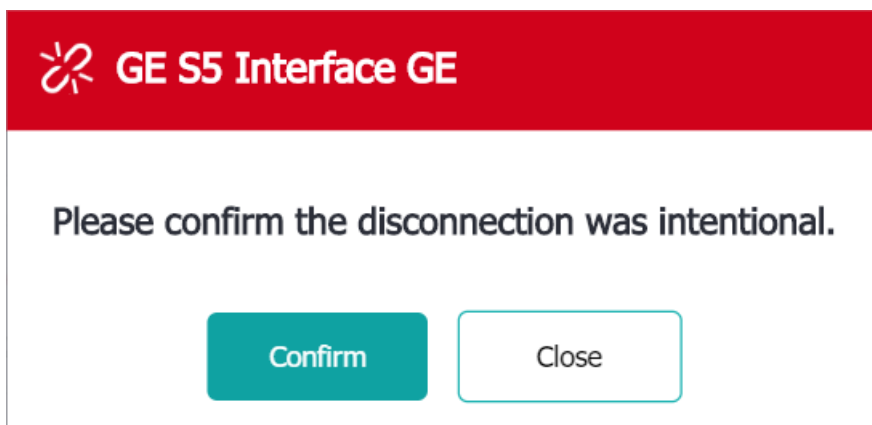 GE S5 Interface GE
Please confirm the disconnection was intentional.
Confirm
Close